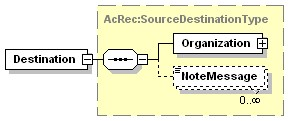 AcRec:SourceDestinationType
Destination
Organization
NoteMessage
0..∞